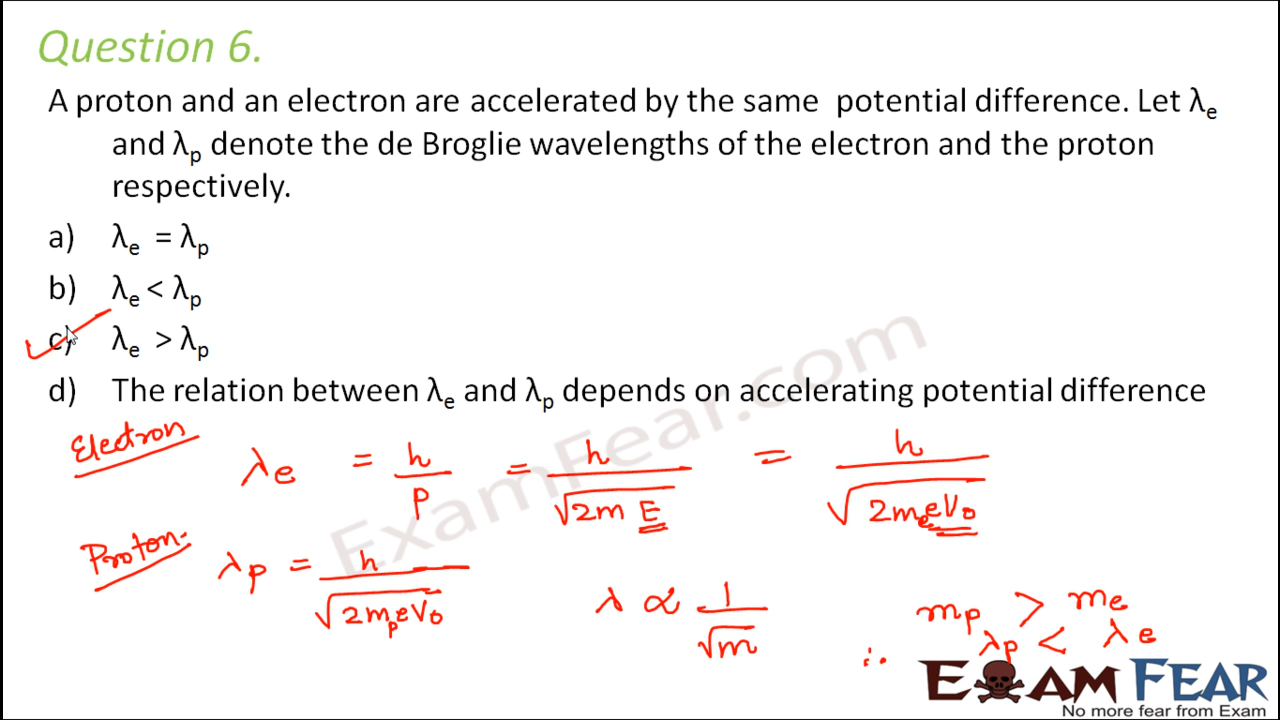 Question 6.
A proton and an electron are accelerated by the same potential difference. Let λₑ
and λₚ denote the de Broglie wavelengths of the electron and the proton
respectively.
a) λₑ = λₚ
b) λₑ < λₚ
c) λₑ > λₚ
d) The relation between λₑ and λₚ depends on accelerating potential difference
Electron λₑ = h/p = h/√(2m E) = h/√(2mₑeV₀)
Proton. λₚ = h/√(2mₚeV₀)
λ ∝ 1/√m
mₚ > mₑ
∴ λₚ < λₑ
ExamFear.com
EXAM FEAR
No more fear from Exam